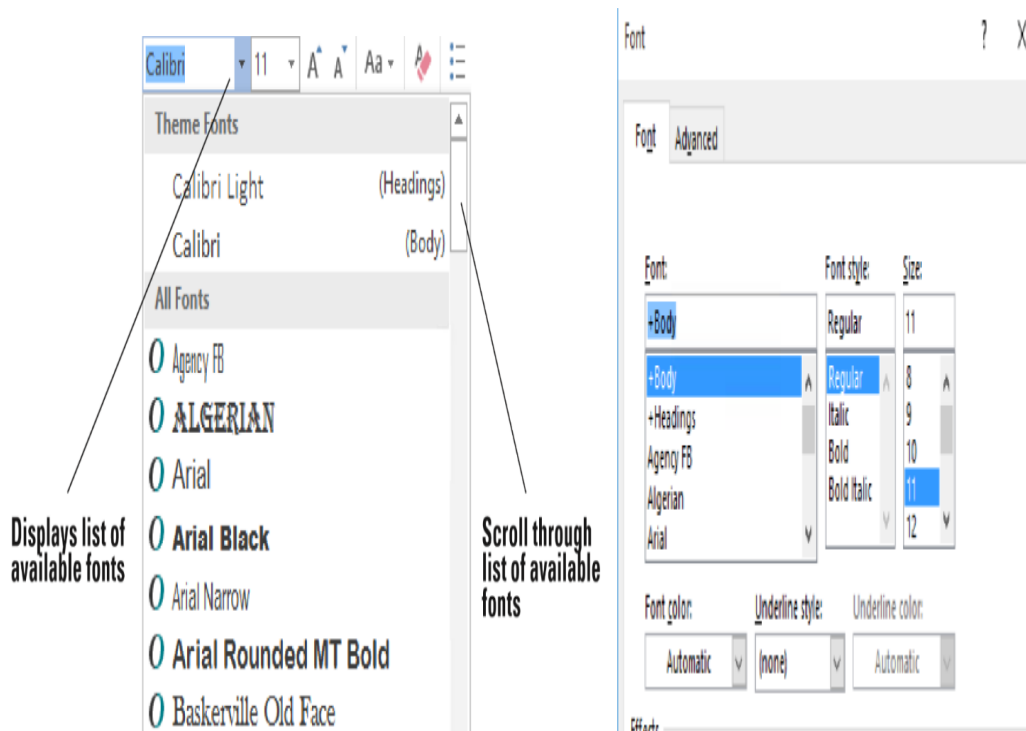 Calibri 11 A A Aa
Theme Fonts
Calibri Light (Headings)
Calibri (Body)
All Fonts
O Agency FB
O ALGERIAN
O Arial
O Arial Black
O Arial Narrow
O Arial Rounded MT Bold
O Baskerville Old Face
Displays list of
available fonts
Scroll through
list of available
fonts
Font ? X
Font Advanced
Font: Font style: Size:
+Body Regular 11
+Body Regular 8
+Headings Italic 9
Agency FB Bold 10
Algerian Bold Italic 11
Arial 12
Font color: Underline style: Underline color:
Automatic (none) Automatic
Effects